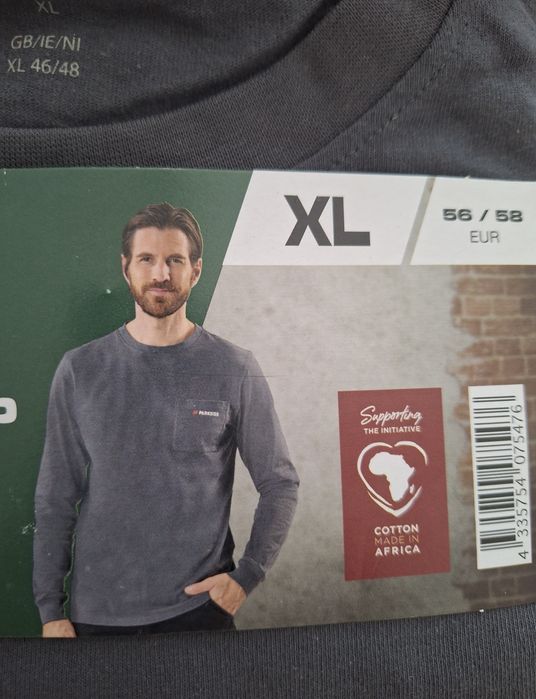 XL
GB/IE/NI
XL 46/48
XL
56 / 58
EUR
PARKSIDE
Supporting
THE INITIATIVE
COTTON
MADE IN
AFRICA
4 335754 075476